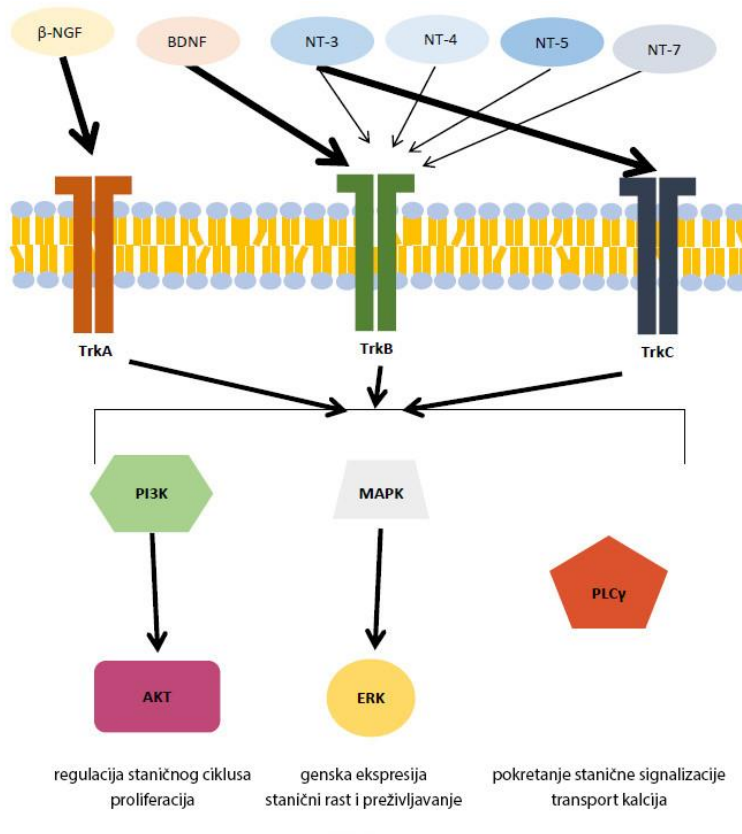 β-NGF
BDNF
NT-3
NT-4
NT-5
NT-7
TrkA
TrkB
TrkC
PI3K
MAPK
PLCγ
AKT
ERK
regulacija staničnog ciklusa
proliferacija
genska ekspresija
stanični rast i preživljavanje
pokretanje stanične signalizacije
transport kalcija